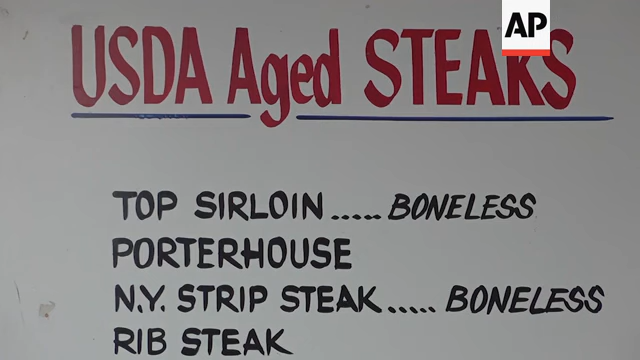 AP
USDA Aged STEAKS
TOP SIRLOIN ..... BONELESS
PORTERHOUSE
N.Y. STRIP STEAK ..... BONELESS
RIB STEAK